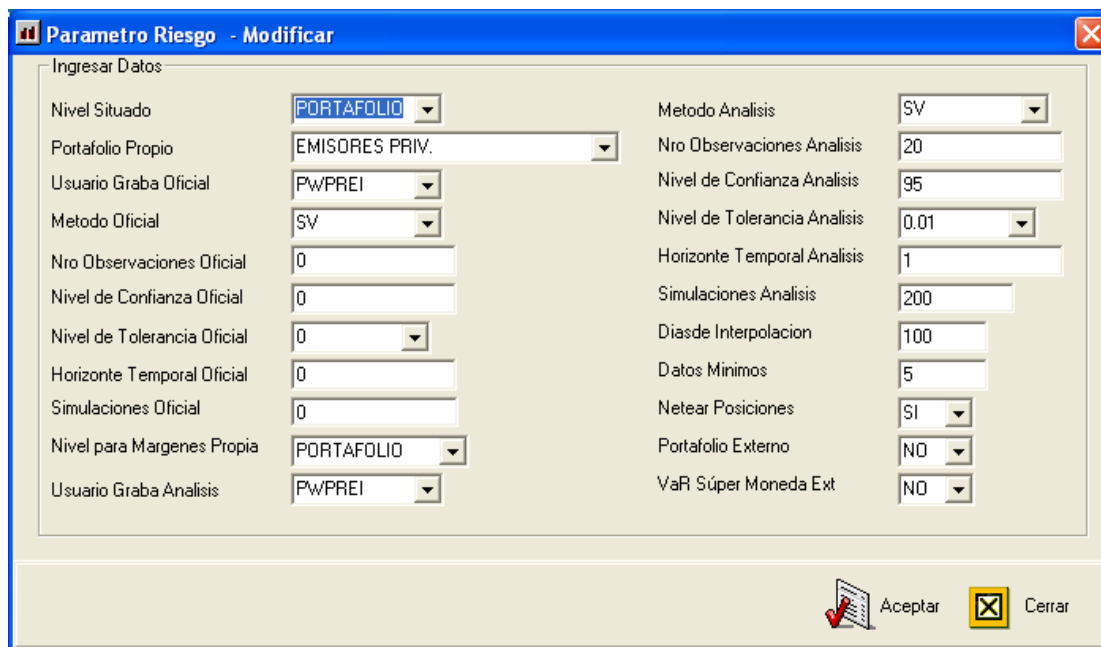 Parametro Riesgo - Modificar
Ingresar Datos
Nivel Situado PORTAFOLIO
Portafolio Propio EMISORES PRIV.
Usuario Graba Oficial PWPREI
Metodo Oficial SV
Nro Observaciones Oficial 0
Nivel de Confianza Oficial 0
Nivel de Tolerancia Oficial 0
Horizonte Temporal Oficial 0
Simulaciones Oficial 0
Nivel para Margenes Propia PORTAFOLIO
Usuario Graba Analisis PWPREI
Metodo Analisis SV
Nro Observaciones Analisis 20
Nivel de Confianza Analisis 95
Nivel de Tolerancia Analisis 0.01
Horizonte Temporal Analisis 1
Simulaciones Analisis 200
Diasde Interpolacion 100
Datos Minimos 5
Netear Posiciones SI
Portafolio Externo NO
VaR Súper Moneda Ext NO
Aceptar Cerrar